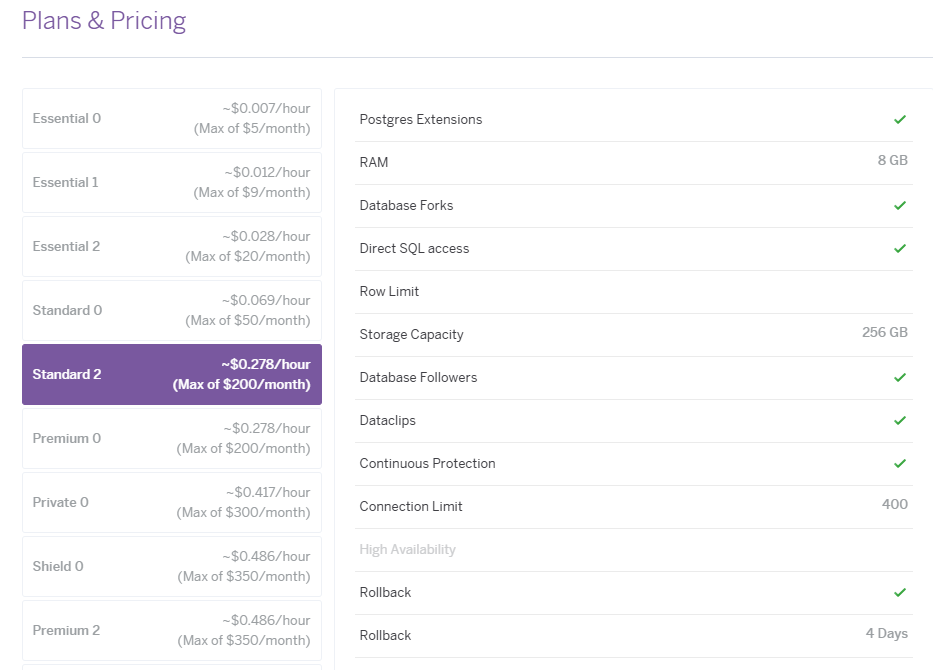 Plans & Pricing
Essential 0
~$0.007/hour
(Max of $5/month)
Essential 1
~$0.012/hour
(Max of $9/month)
Essential 2
~$0.028/hour
(Max of $20/month)
Standard 0
~$0.069/hour
(Max of $50/month)
Standard 2
~$0.278/hour
(Max of $200/month)
Premium 0
~$0.278/hour
(Max of $200/month)
Private 0
~$0.417/hour
(Max of $300/month)
Shield 0
~$0.486/hour
(Max of $350/month)
Premium 2
~$0.486/hour
(Max of $350/month)
Postgres Extensions
RAM 8 GB
Database Forks
Direct SQL access
Row Limit
Storage Capacity 256 GB
Database Followers
Dataclips
Continuous Protection
Connection Limit 400
High Availability
Rollback
Rollback 4 Days